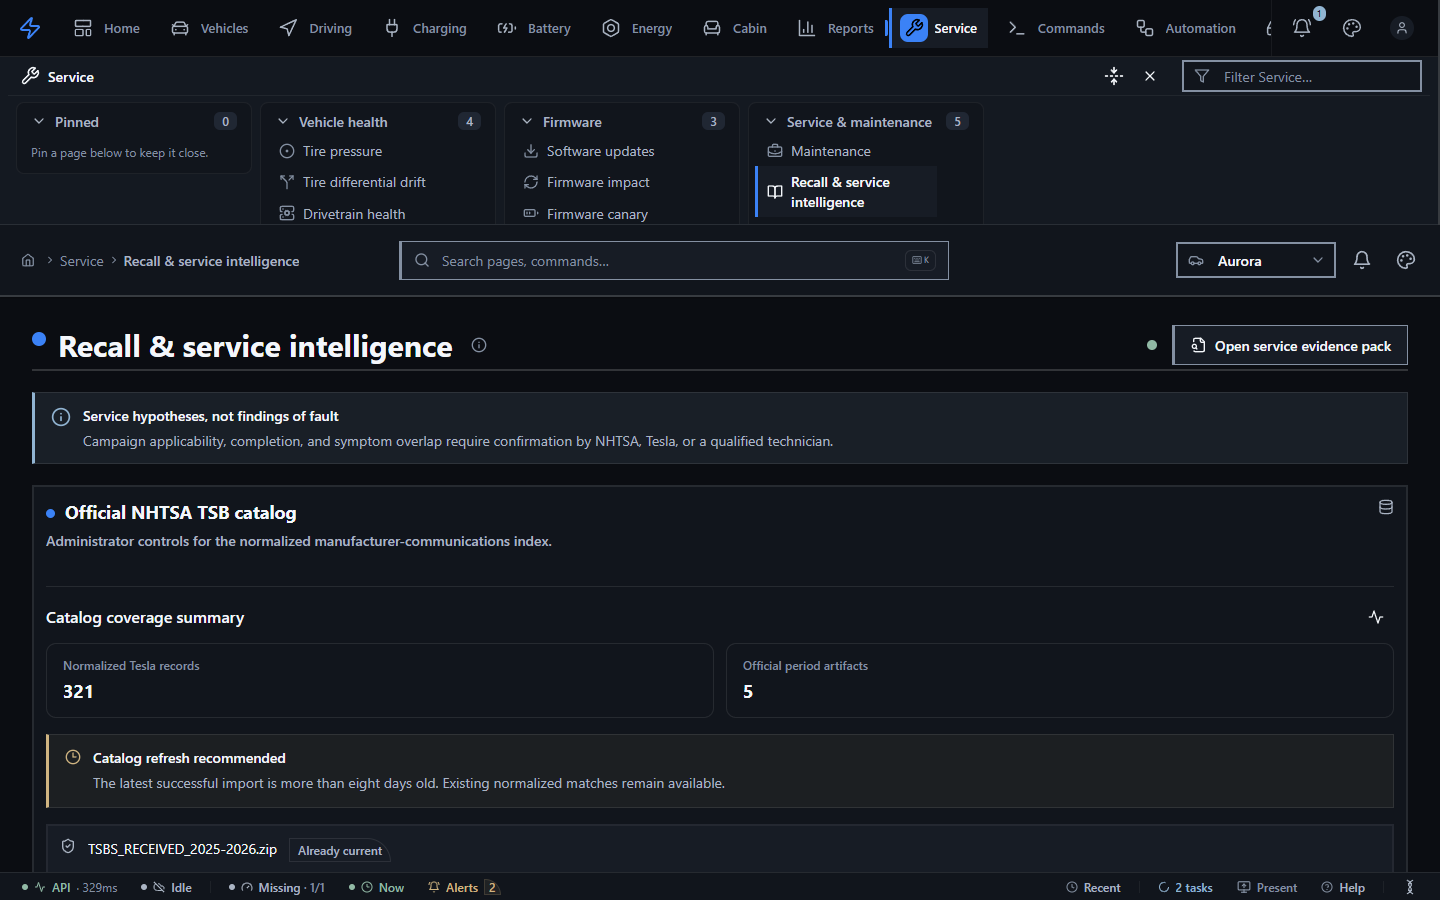 Home
Vehicles
Driving
Charging
Battery
Energy
Cabin
Reports
Service
Commands
Automation
1
Service
Filter Service...
Pinned 0
Pin a page below to keep it close.
Vehicle health 4
Tire pressure
Tire differential drift
Drivetrain health
Firmware 3
Software updates
Firmware impact
Firmware canary
Service & maintenance 5
Maintenance
Recall & service
intelligence
Service
Recall & service intelligence
Search pages, commands...
K
Aurora
Recall & service intelligence
Open service evidence pack
Service hypotheses, not findings of fault
Campaign applicability, completion, and symptom overlap require confirmation by NHTSA, Tesla, or a qualified technician.
Official NHTSA TSB catalog
Administrator controls for the normalized manufacturer-communications index.
Catalog coverage summary
Normalized Tesla records
321
Official period artifacts
5
Catalog refresh recommended
The latest successful import is more than eight days old. Existing normalized matches remain available.
TSBS_RECEIVED_2025-2026.zip
Already current
API · 329ms
Idle
Missing · 1/1
Now
Alerts 2
Recent
2 tasks
Present
Help